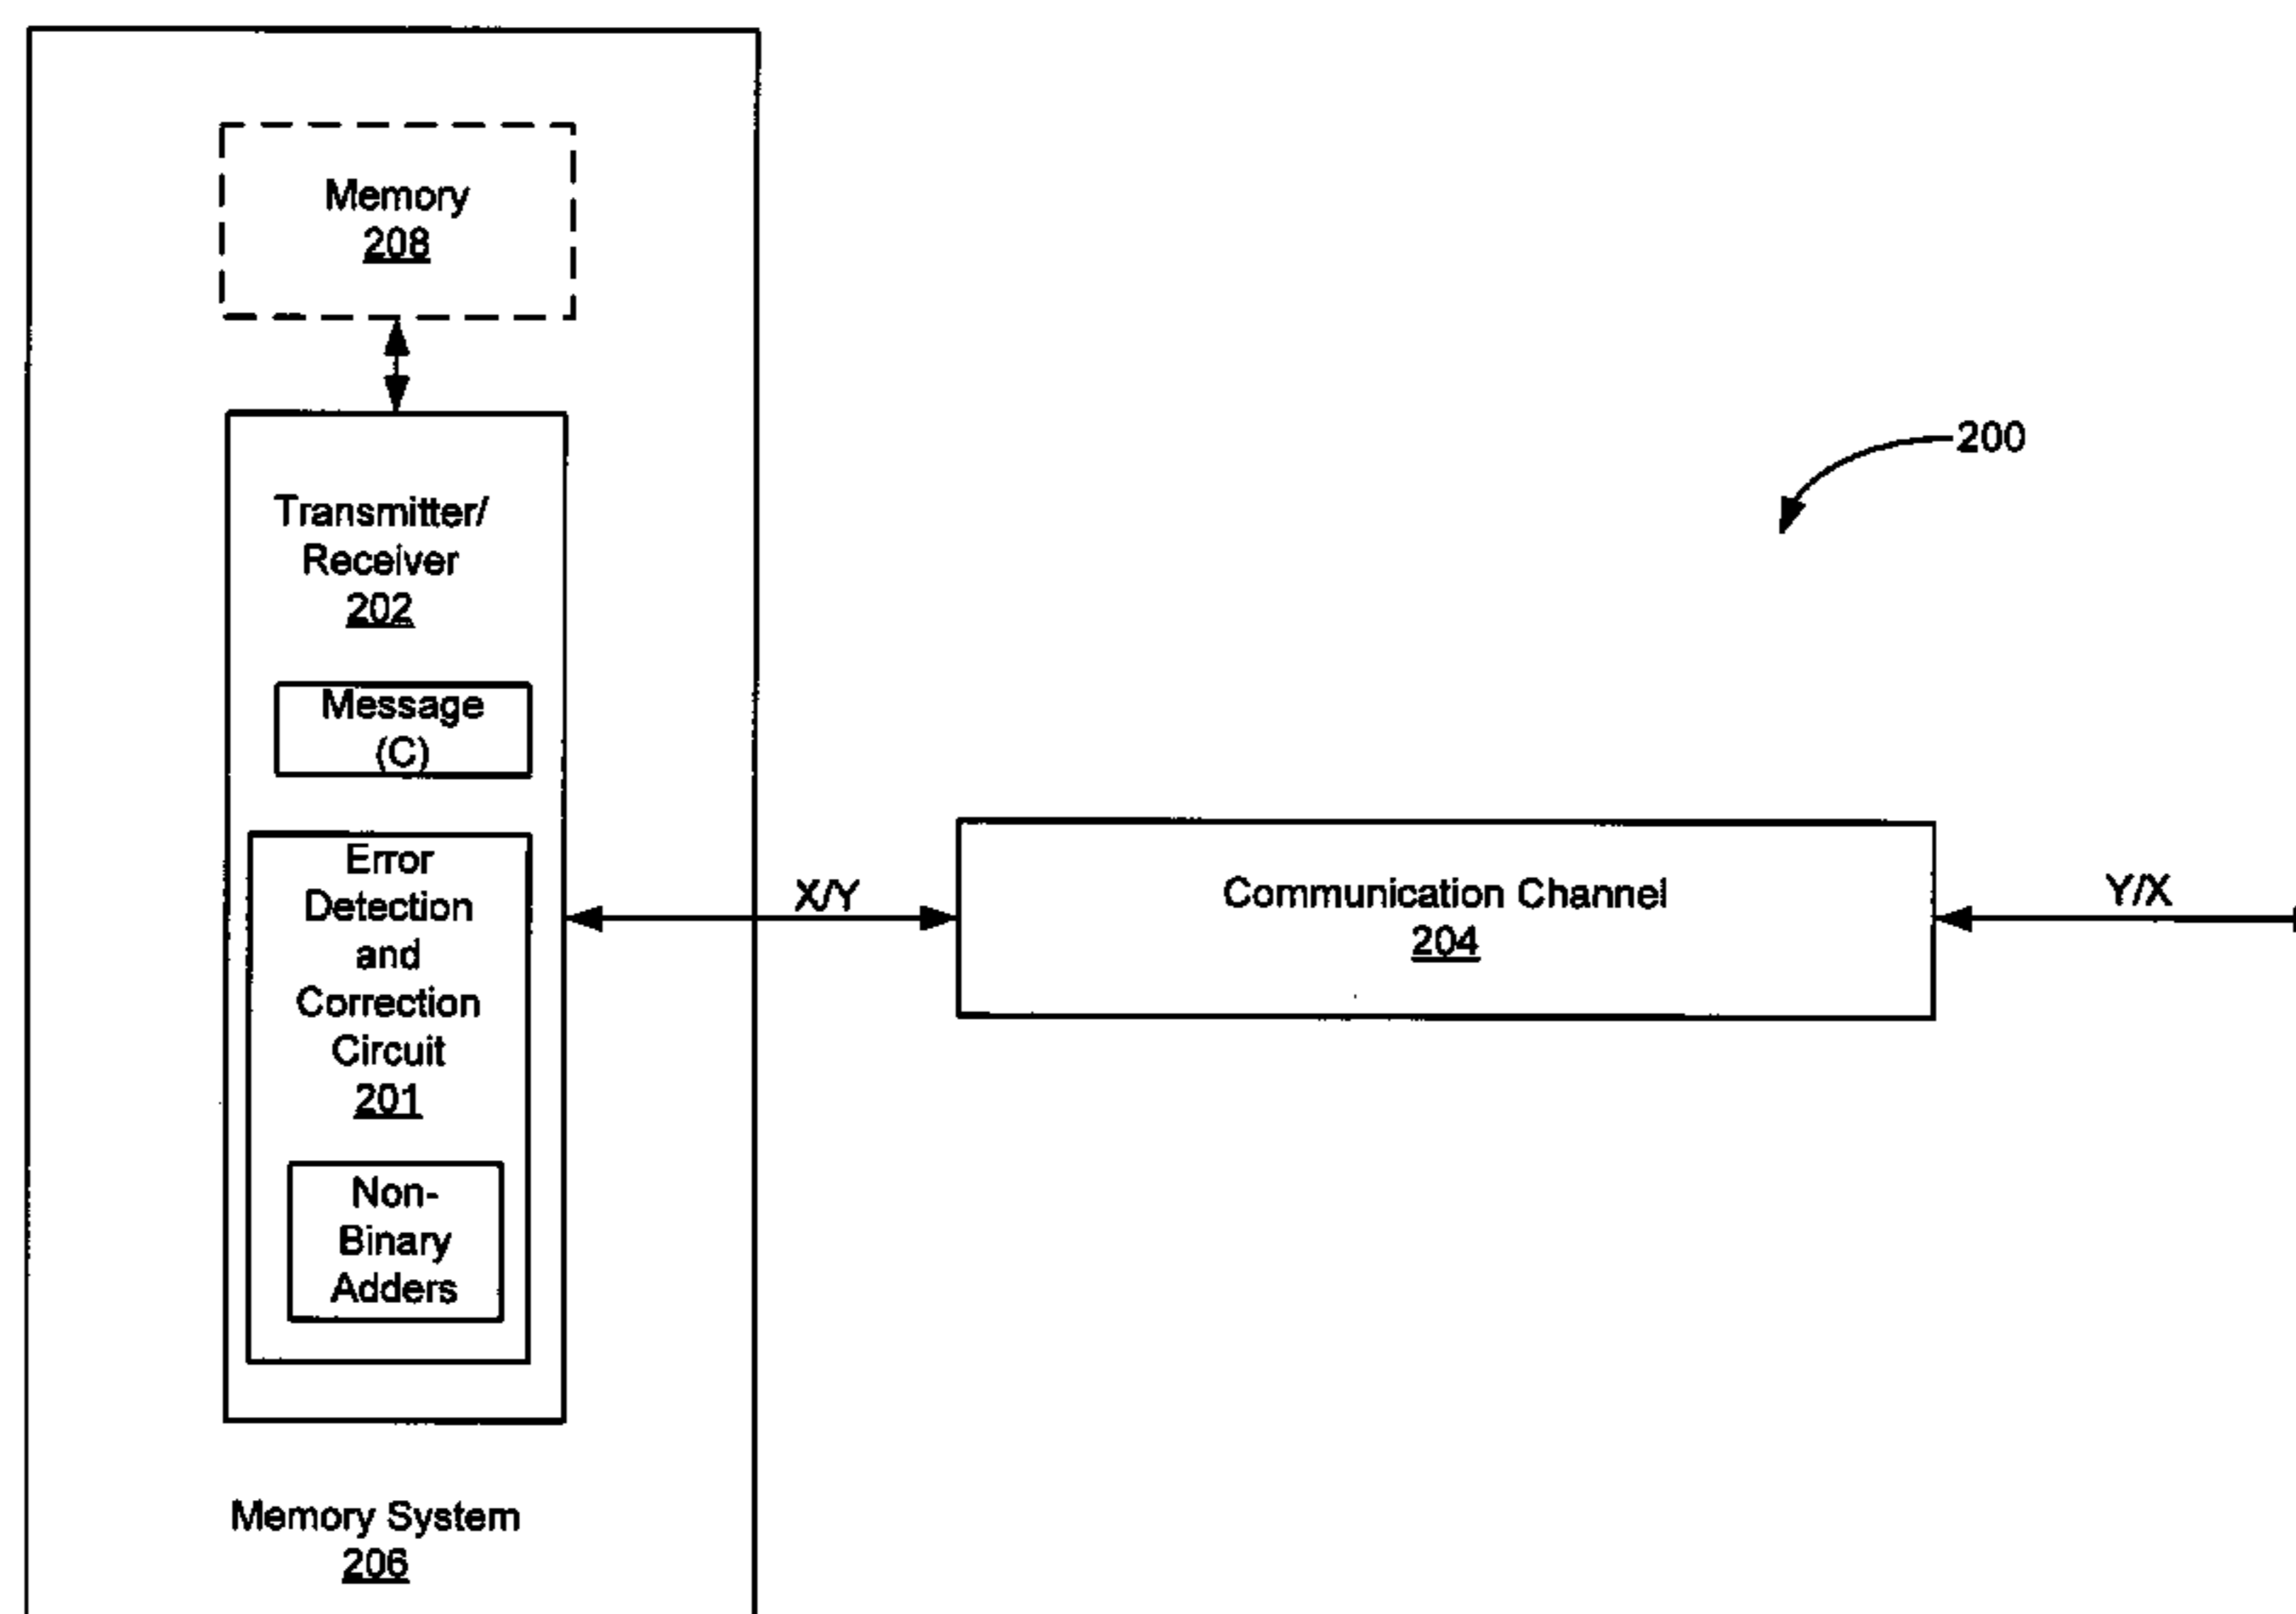 Memory
208
Transmitter/
Receiver
202
Message
(C)
Error
Detection
and
Correction
Circuit
201
Non-
Binary
Adders
Memory System
206
X/Y
Communication Channel
204
Y/X
200